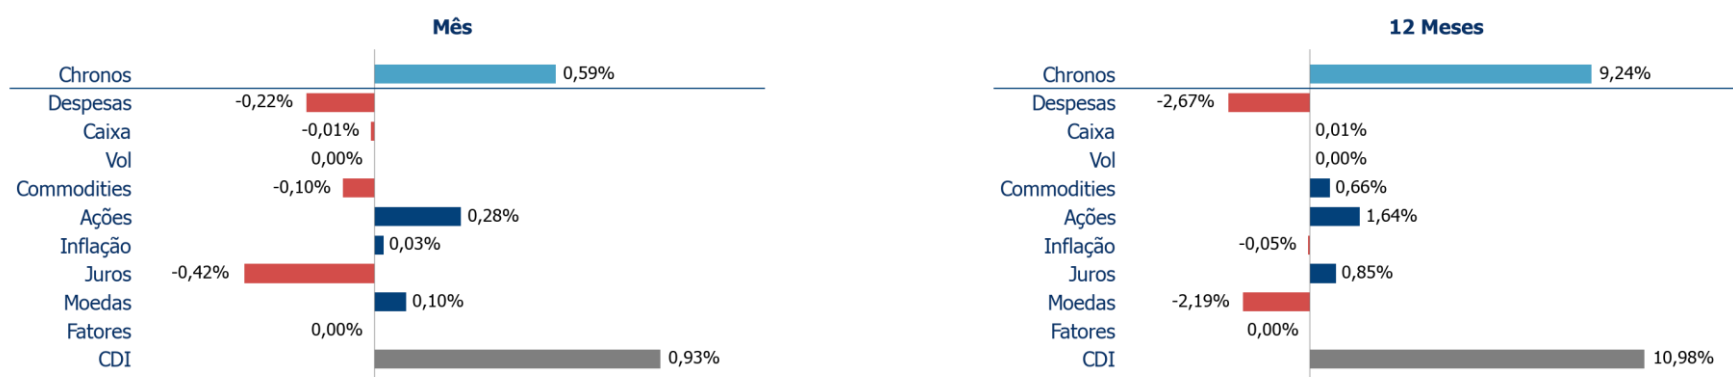 Mês
Chronos 0,59%
Despesas -0,22%
Caixa -0,01%
Vol 0,00%
Commodities -0,10%
Ações 0,28%
Inflação 0,03%
Juros -0,42%
Moedas 0,10%
Fatores 0,00%
CDI 0,93%
12 Meses
Chronos 9,24%
Despesas -2,67%
Caixa 0,01%
Vol 0,00%
Commodities 0,66%
Ações 1,64%
Inflação -0,05%
Juros 0,85%
Moedas -2,19%
Fatores 0,00%
CDI 10,98%